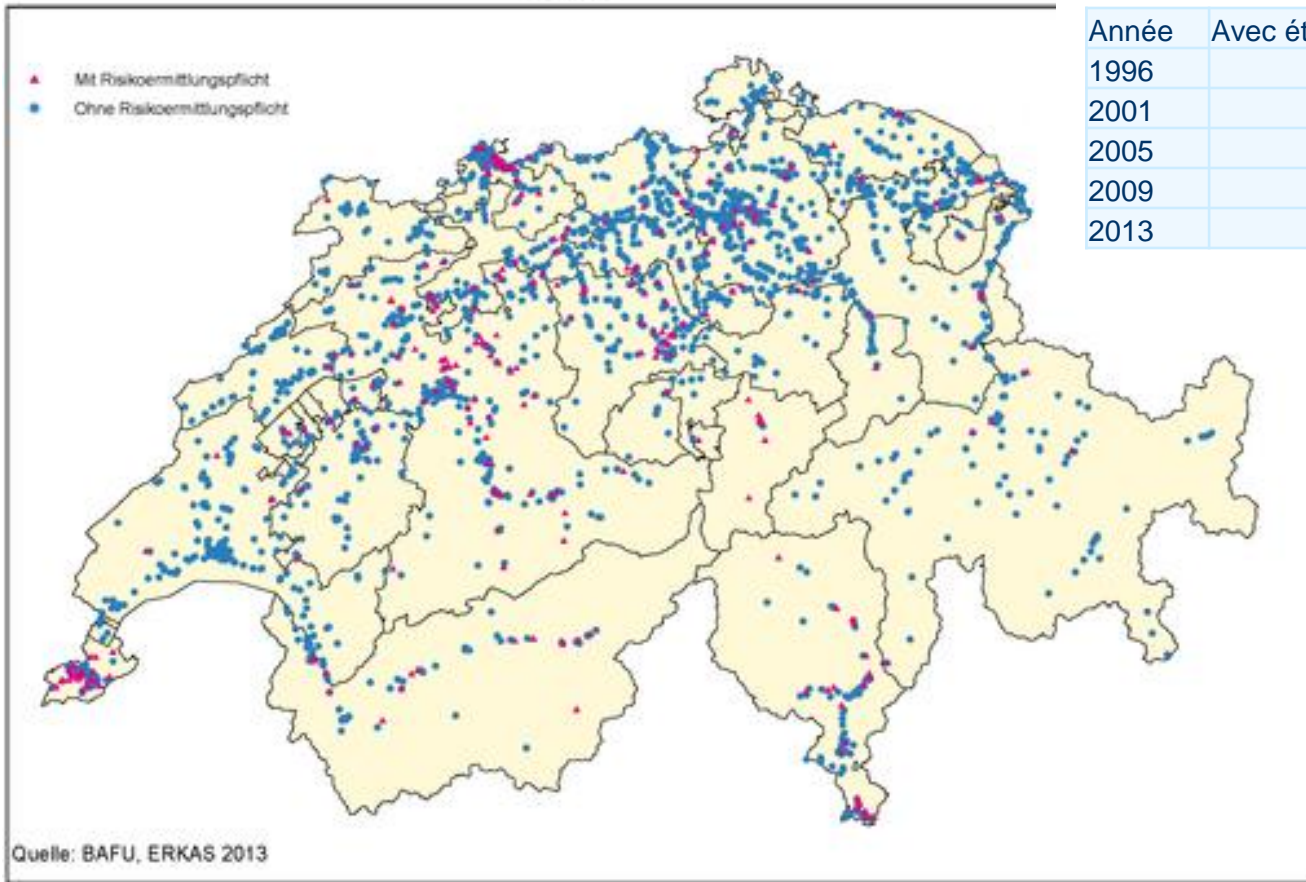 Mit Risikoermittlungspflicht
Ohne Risikoermittlungspflicht
Année Avec ét
1996
2001
2005
2009
2013
Quelle: BAFU, ERKAS 2013